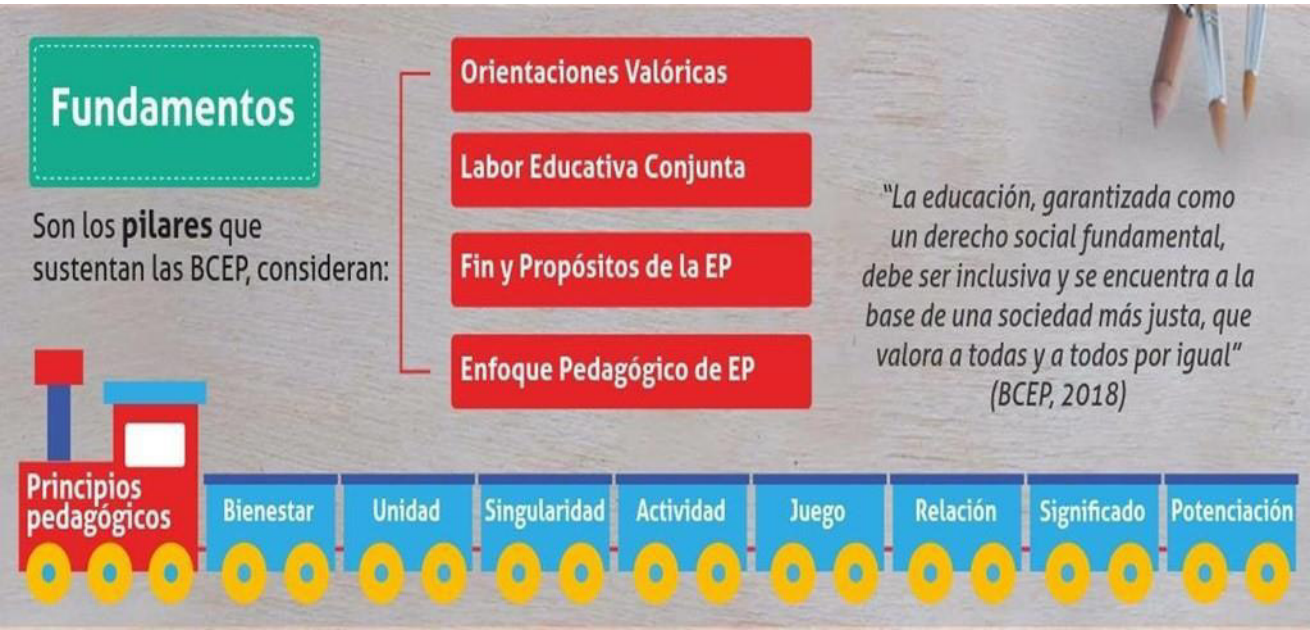 Fundamentos
Son los pilares que
sustentan las BCEP, consideran:
Orientaciones Valóricas
Labor Educativa Conjunta
Fin y Propósitos de la EP
Enfoque Pedagógico de EP
"La educación, garantizada como
un derecho social fundamental,
debe ser inclusiva y se encuentra a la
base de una sociedad más justa, que
valora a todas y a todos por igual"
(BCEP, 2018)
Principios
pedagógicos
Bienestar
Unidad
Singularidad
Actividad
Juego
Relación
Significado
Potenciación